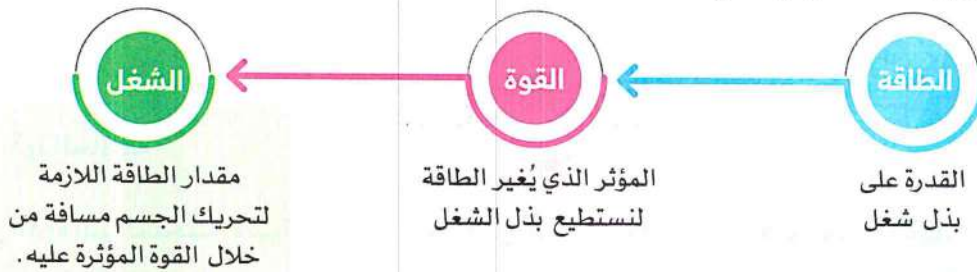 الطاقة
القدرة على
بذل شغل
القوة
المؤثر الذي يُغير الطاقة
لنستطيع بذل الشغل
الشغل
مقدار الطاقة اللازمة
لتحريك الجسم مسافة من
خلال القوة المؤثرة عليه.